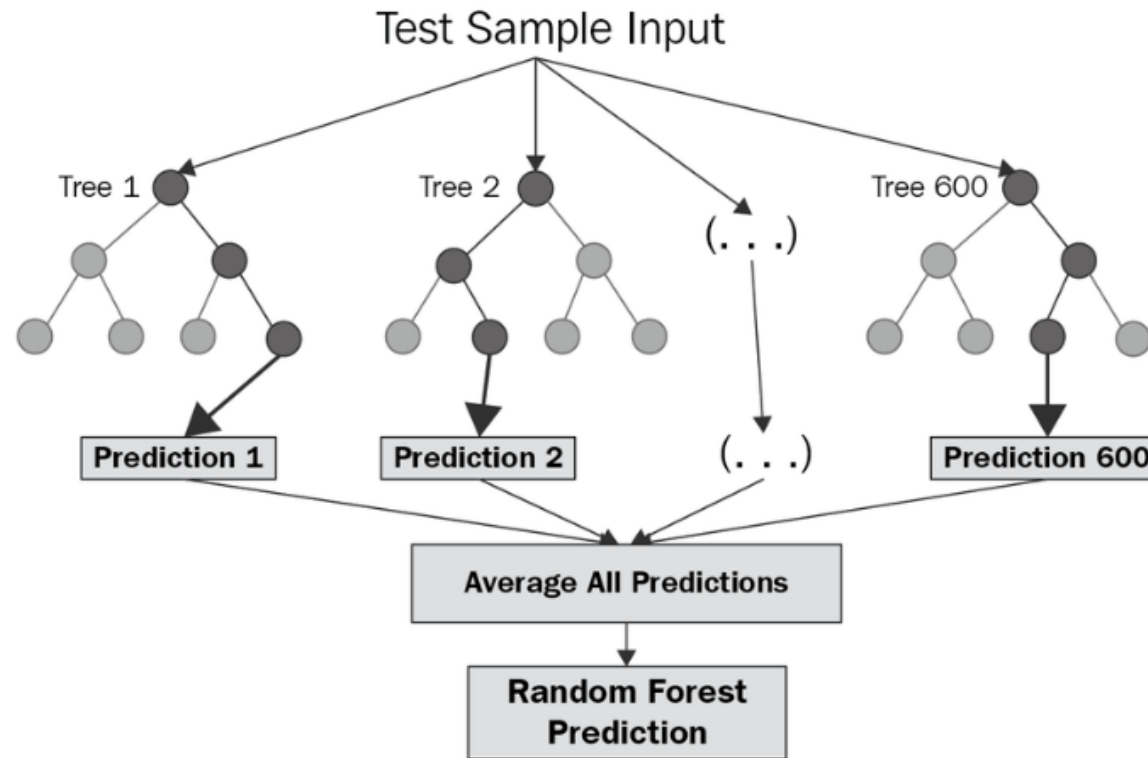 Test Sample Input
Tree 1
Tree 2
(. . .)
Tree 600
Prediction 1
Prediction 2
(. . .)
Prediction 600
Average All Predictions
Random Forest
Prediction